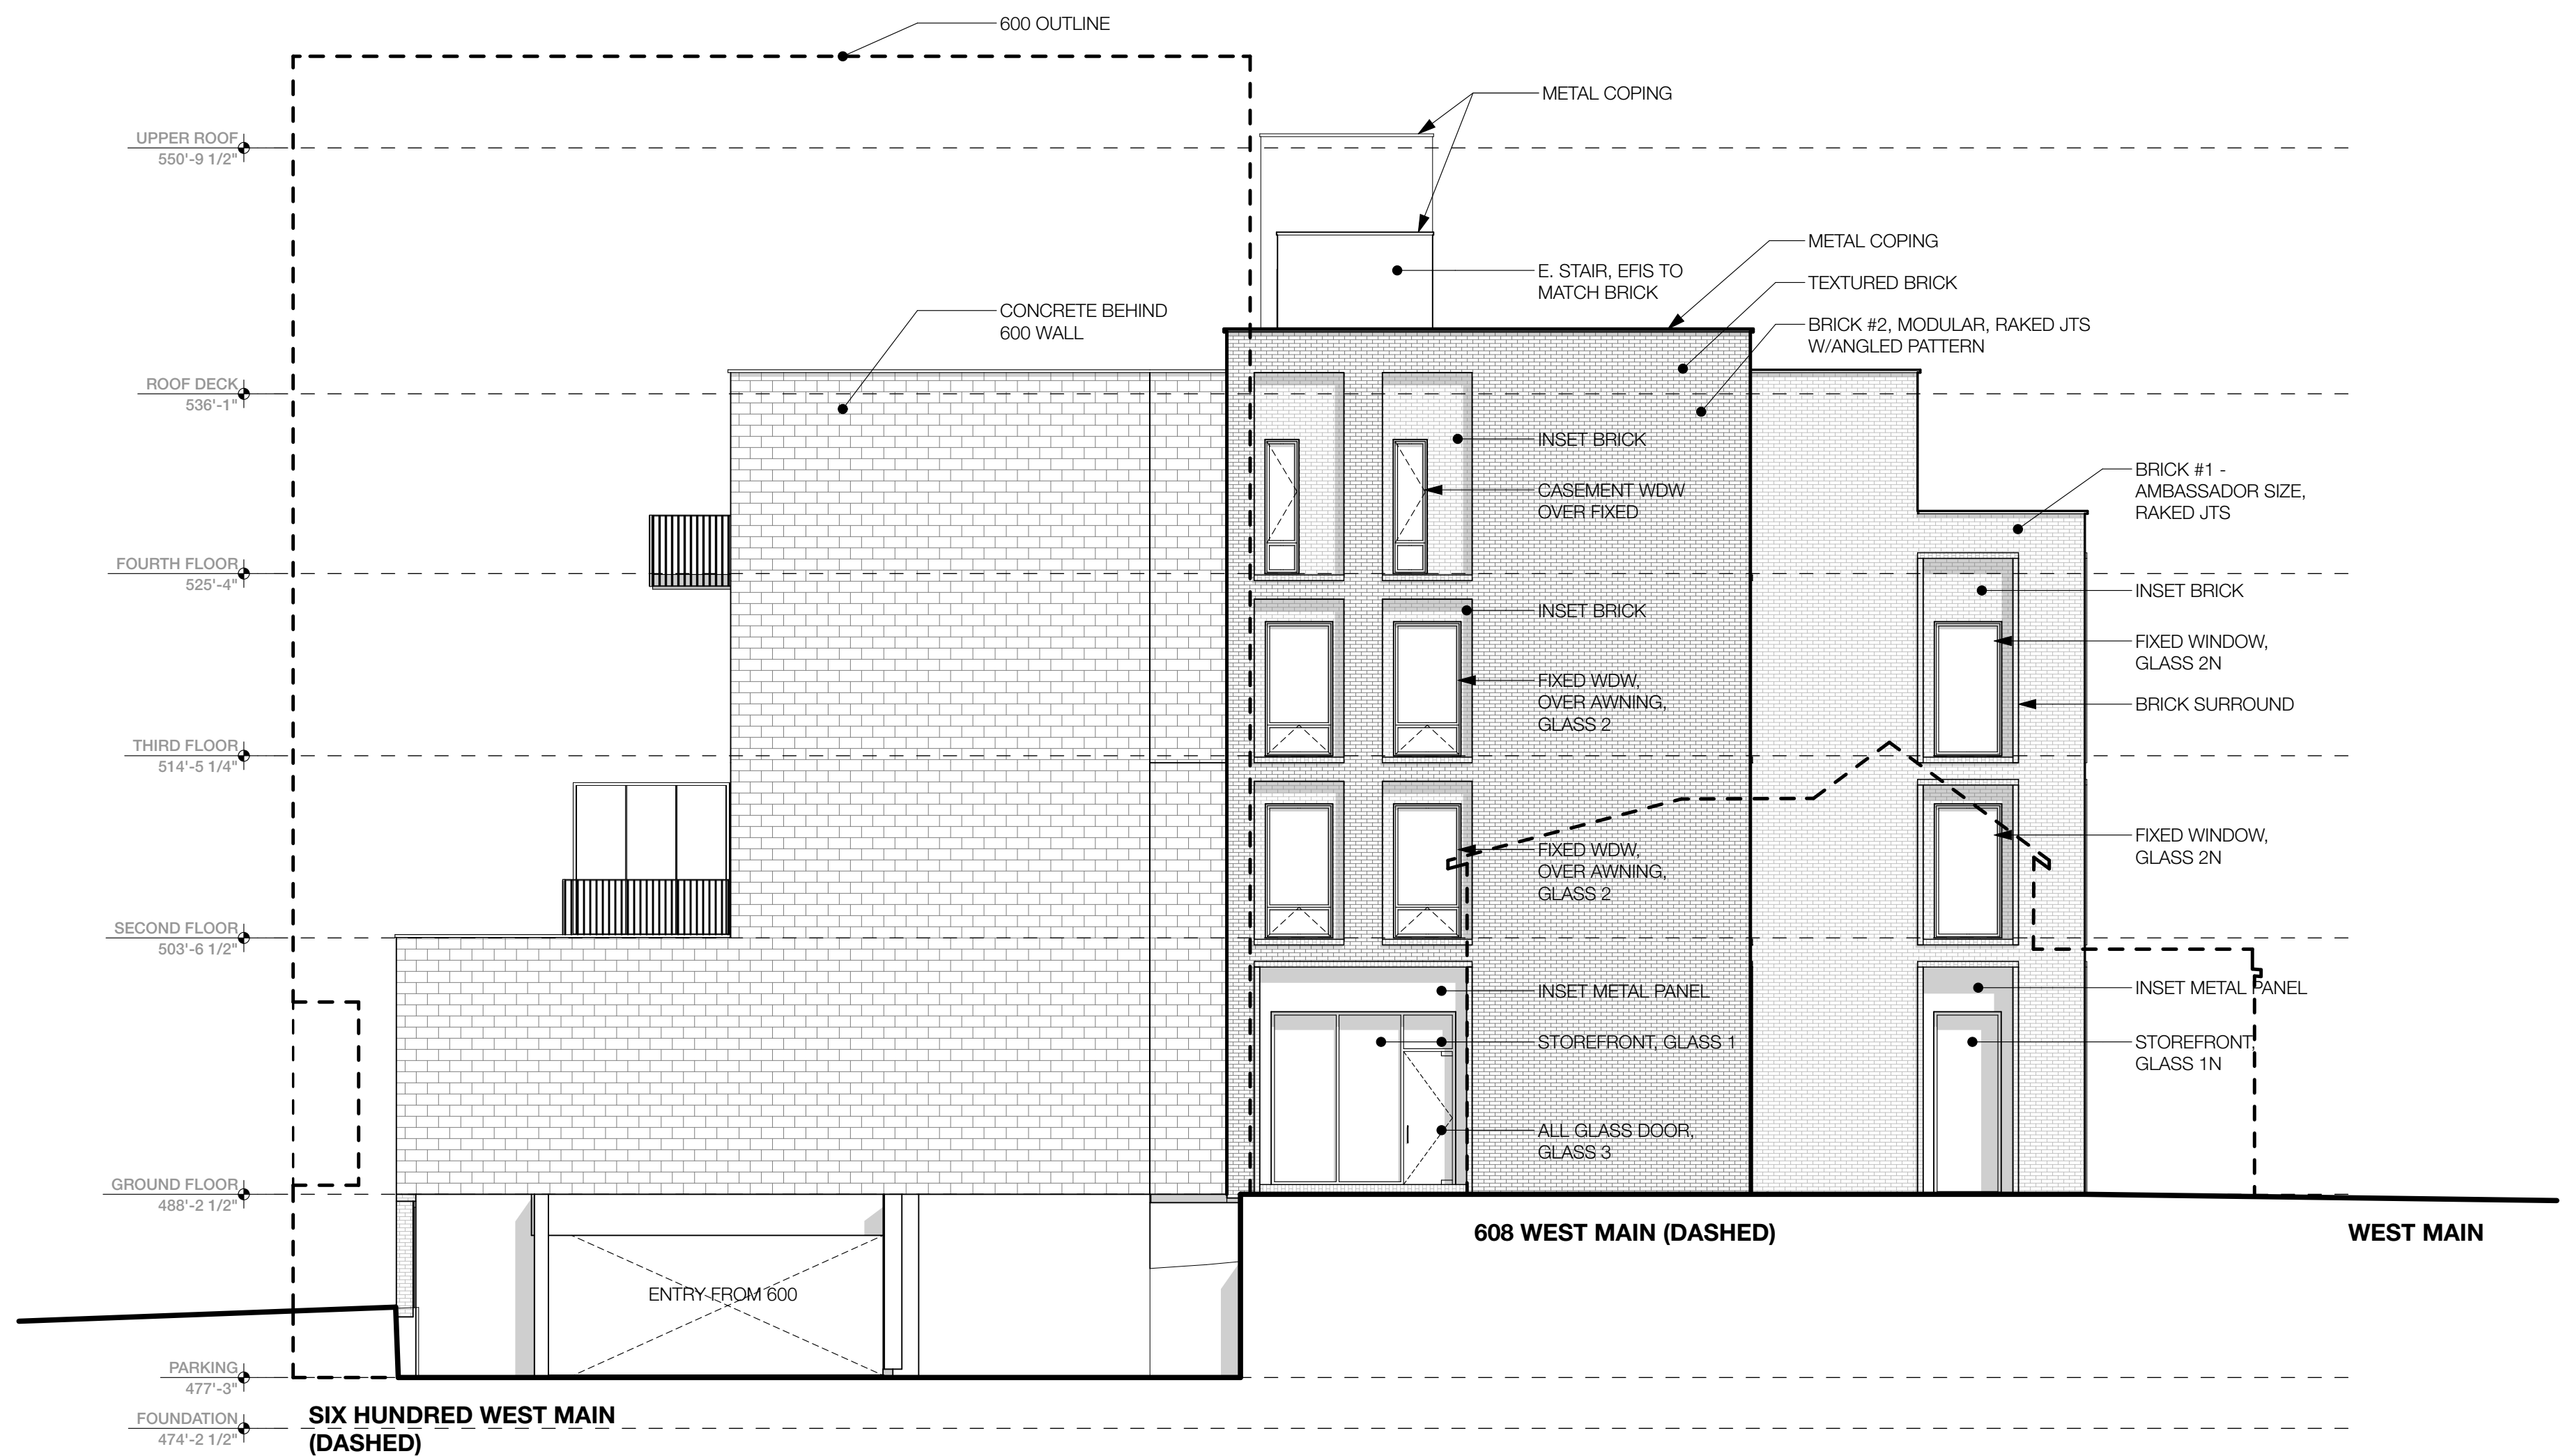 600 OUTLINE
METAL COPING
UPPER ROOF
550'-9 1/2"
METAL COPING
E. STAIR, EFIS TO
MATCH BRICK
TEXTURED BRICK
CONCRETE BEHIND
600 WALL
BRICK #2, MODULAR, RAKED JTS
W/ANGLED PATTERN
ROOF DECK
536'-1"
INSET BRICK
BRICK #1 -
AMBASSADOR SIZE,
RAKED JTS
CASEMENT WDW
OVER FIXED
FOURTH FLOOR
525'-4"
INSET BRICK
INSET BRICK
FIXED WINDOW,
GLASS 2N
FIXED WDW,
OVER AWNING,
GLASS 2
BRICK SURROUND
THIRD FLOOR
514'-5 1/4"
FIXED WINDOW,
GLASS 2N
FIXED WDW,
OVER AWNING,
GLASS 2
SECOND FLOOR
503'-6 1/2"
INSET METAL PANEL
INSET METAL PANEL
STOREFRONT, GLASS 1
STOREFRONT,
GLASS 1N
ALL GLASS DOOR,
GLASS 3
GROUND FLOOR
488'-2 1/2"
608 WEST MAIN (DASHED)
WEST MAIN
ENTRY FROM 600
PARKING
477'-3"
FOUNDATION
474'-2 1/2"
SIX HUNDRED WEST MAIN
(DASHED)